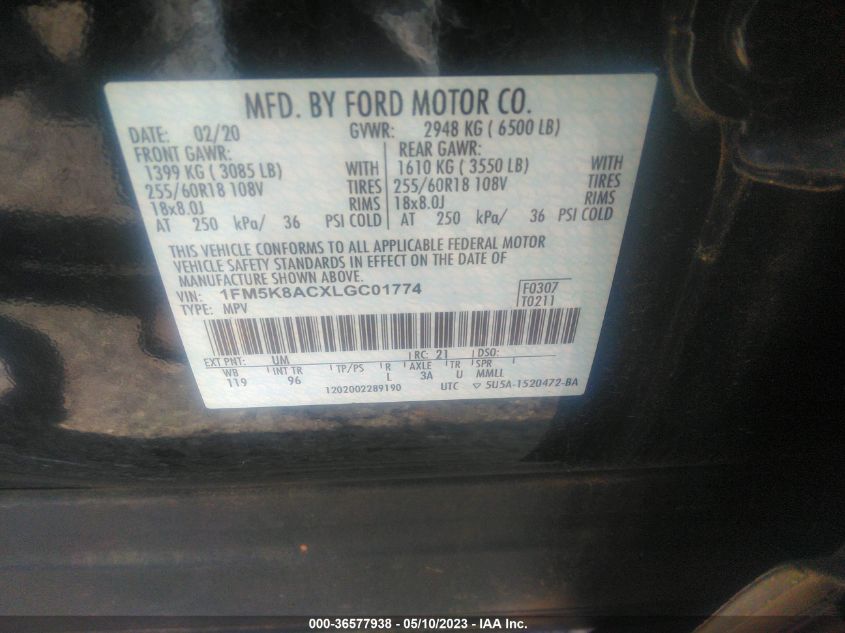 MFD. BY FORD MOTOR CO.
DATE: 02/20 GVWR: 2948 KG ( 6500 LB)
FRONT GAWR: REAR GAWR:
1399 KG ( 3085 LB) WITH 1610 KG ( 3550 LB) WITH
255/60R18 108V TIRES 255/60R18 108V TIRES
18x8.0J RIMS 18x8.0J RIMS
AT 250 kPa/ 36 PSI COLD AT 250 kPa/ 36 PSI COLD
THIS VEHICLE CONFORMS TO ALL APPLICABLE FEDERAL MOTOR
VEHICLE SAFETY STANDARDS IN EFFECT ON THE DATE OF
MANUFACTURE SHOWN ABOVE.
VIN: 1FM5K8ACXLGC01774 F0307
TYPE: MPV T0211
EXT PNT: UM RC: 21 DSO:
WB INT TR TP/PS R AXLE TR SPR
119 96 L 3A U MMLL
1202002289190 UTC ▽ 5U5A-1520472-BA
000-36577938 - 05/10/2023 - IAA Inc.